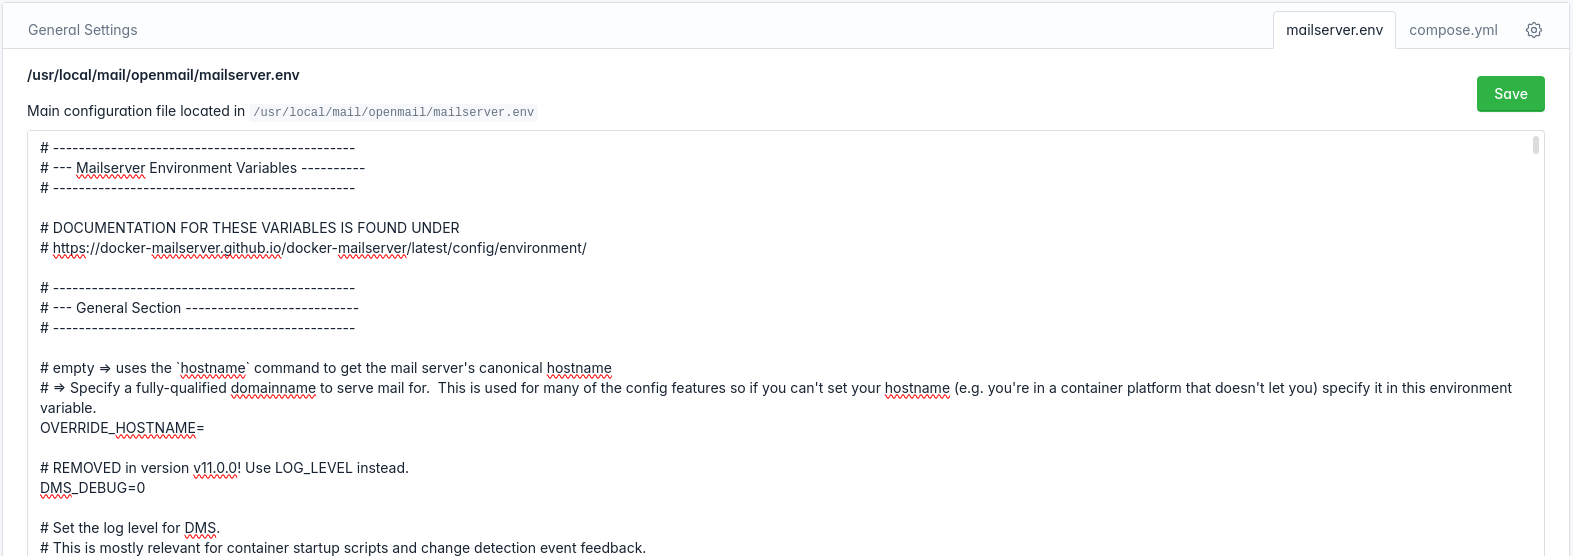 General Settings
mailserver.env
compose.yml
/usr/local/mail/openmail/mailserver.env
Main configuration file located in /usr/local/mail/openmail/mailserver.env
Save
# -----------------------------------------------
# --- Mailserver Environment Variables ----------
# -----------------------------------------------
# DOCUMENTATION FOR THESE VARIABLES IS FOUND UNDER
# https://docker-mailserver.github.io/docker-mailserver/latest/config/environment/
# -----------------------------------------------
# --- General Section ---------------------------
# -----------------------------------------------
# empty => uses the `hostname` command to get the mail server's canonical hostname
# => Specify a fully-qualified domainname to serve mail for.  This is used for many of the config features so if you can't set your hostname (e.g. you're in a container platform that doesn't let you) specify it in this environment
variable.
OVERRIDE_HOSTNAME=
# REMOVED in version v11.0.0! Use LOG_LEVEL instead.
DMS_DEBUG=0
# Set the log level for DMS.
# This is mostly relevant for container startup scripts and change detection event feedback.